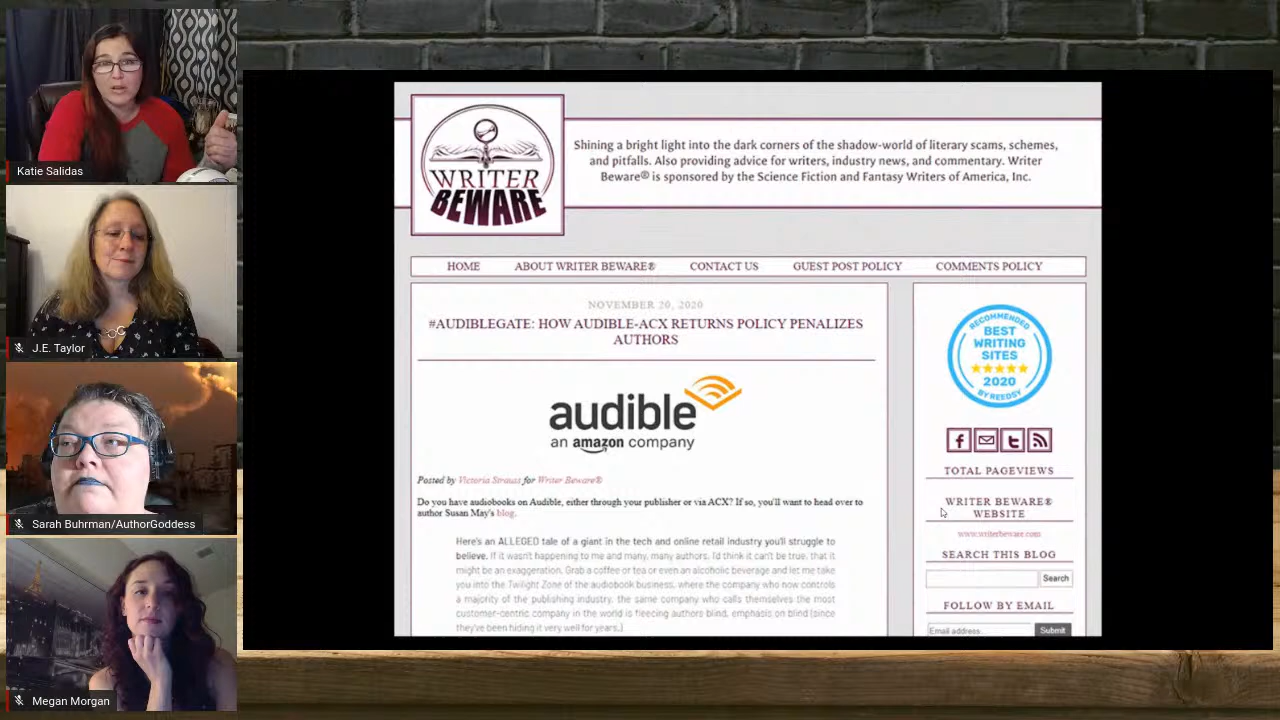 Katie Salidas
J.E. Taylor
Sarah Buhrman/AuthorGoddess
Megan Morgan
WRITER
BEWARE
Shining a bright light into the dark corners of the shadow-world of literary scams, schemes,
and pitfalls. Also providing advice for writers, industry news, and commentary. Writer
Beware® is sponsored by the Science Fiction and Fantasy Writers of America, Inc.
HOME ABOUT WRITER BEWARE® CONTACT US GUEST POST POLICY COMMENTS POLICY
NOVEMBER 20, 2020
#AUDIBLEGATE: HOW AUDIBLE-ACX RETURNS POLICY PENALIZES
AUTHORS
audible
an amazon company
Posted by Victoria Strauss for Writer Beware®
Do you have audiobooks on Audible, either through your publisher or via ACX? If so, you'll want to head over to
author Susan May's blog.
Here's an ALLEGED tale of a giant in the tech and online retail industry you'll struggle to
believe. If it wasn't happening to me and many, many authors, I'd think it can't be true, that it
might be an exaggeration. Grab a coffee or tea or even an alcoholic beverage and let me take
you into the Twilight Zone of the audiobook business, where the company who now controls
a majority of the publishing industry, the same company who calls themselves the most
customer-centric company in the world is fleecing authors blind, emphasis on blind (since
they've been hiding it very well for years.)
RECOMMENDED
BEST
WRITING
SITES
2020
BY REEDSY
TOTAL PAGEVIEWS
WRITER BEWARE®
WEBSITE
www.writerbeware.com
SEARCH THIS BLOG
Search
FOLLOW BY EMAIL
Email address... Submit